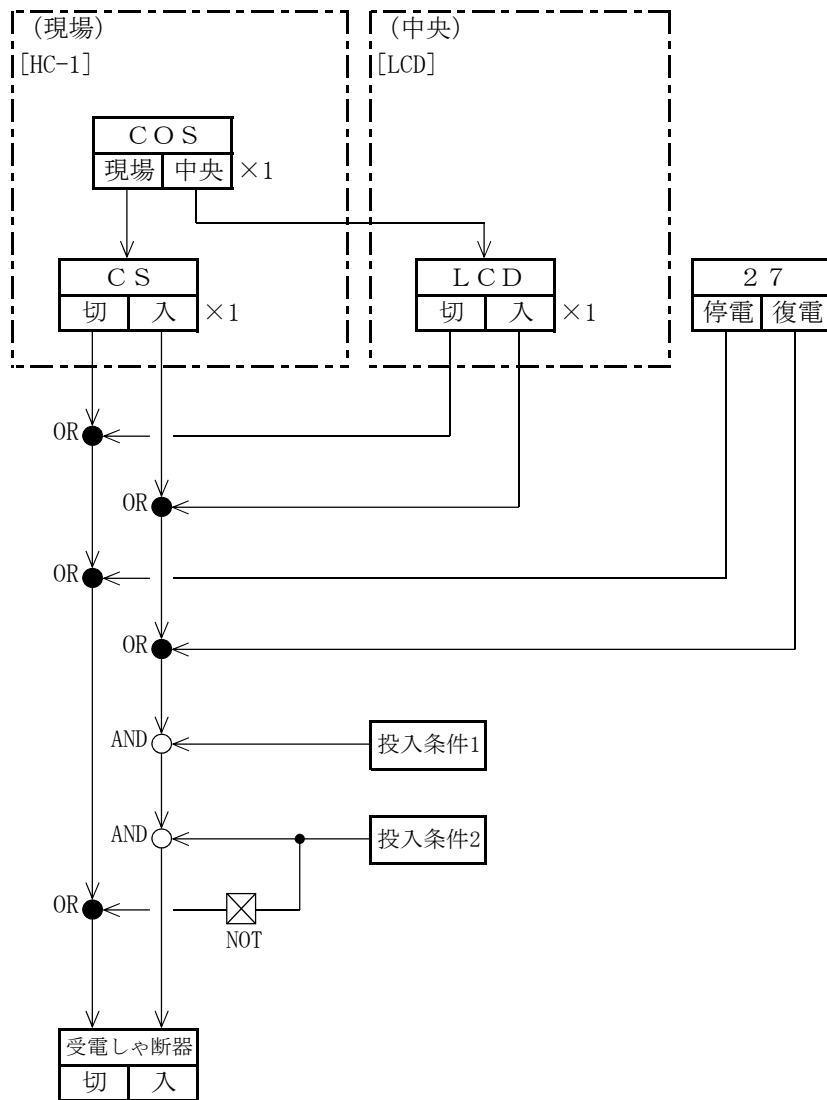 (現場)
(中央)
[HC-1]
[LCD]
COS
現場 中央 ×1
CS
切 入 ×1
LCD
切 入 ×1
27
停電 復電
OR
OR
OR
OR
AND
投入条件1
AND
投入条件2
OR
NOT
受電しゃ断器
切 入